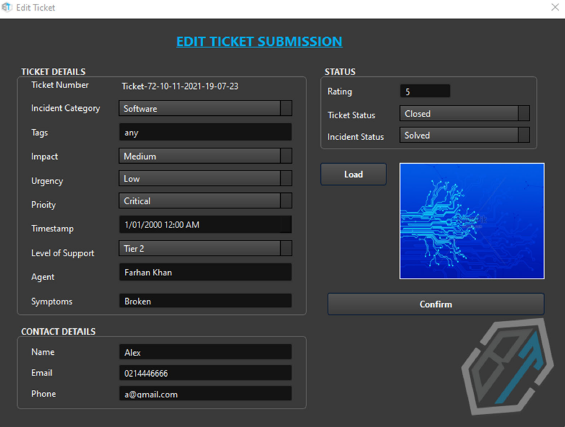 Edit Ticket
EDIT TICKET SUBMISSION
TICKET DETAILS
Ticket Number Ticket-72-10-11-2021-19-07-23
Incident Category Software
Tags any
Impact Medium
Urgency Low
Prioity Critical
Timestamp 1/01/2000 12:00 AM
Level of Support Tier 2
Agent Farhan Khan
Symptoms Broken
CONTACT DETAILS
Name Alex
Email 0214446666
Phone a@gmail.com
STATUS
Rating 5
Ticket Status Closed
Incident Status Solved
Load
Confirm